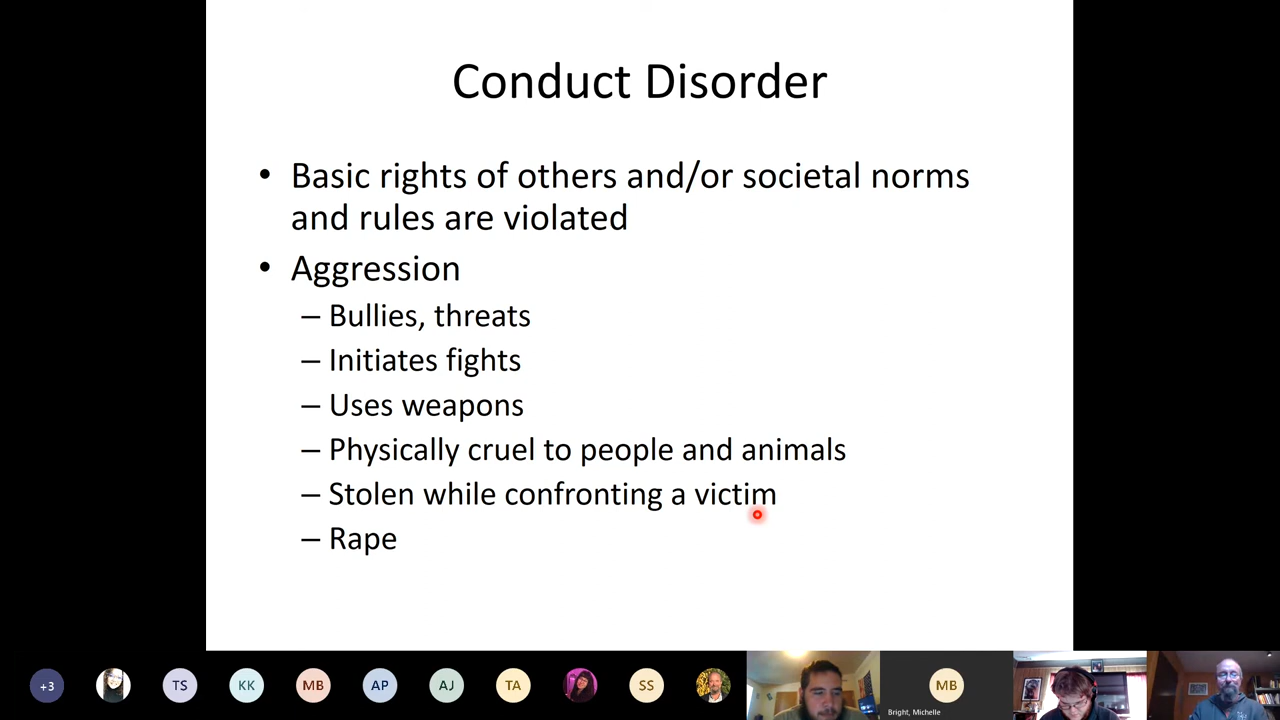 Conduct Disorder
• Basic rights of others and/or societal norms
and rules are violated
• Aggression
– Bullies, threats
– Initiates fights
– Uses weapons
– Physically cruel to people and animals
– Stolen while confronting a victim
– Rape
+3
TS
KK
MB
AP
AJ
TA
SS
MB
Bright, Michelle